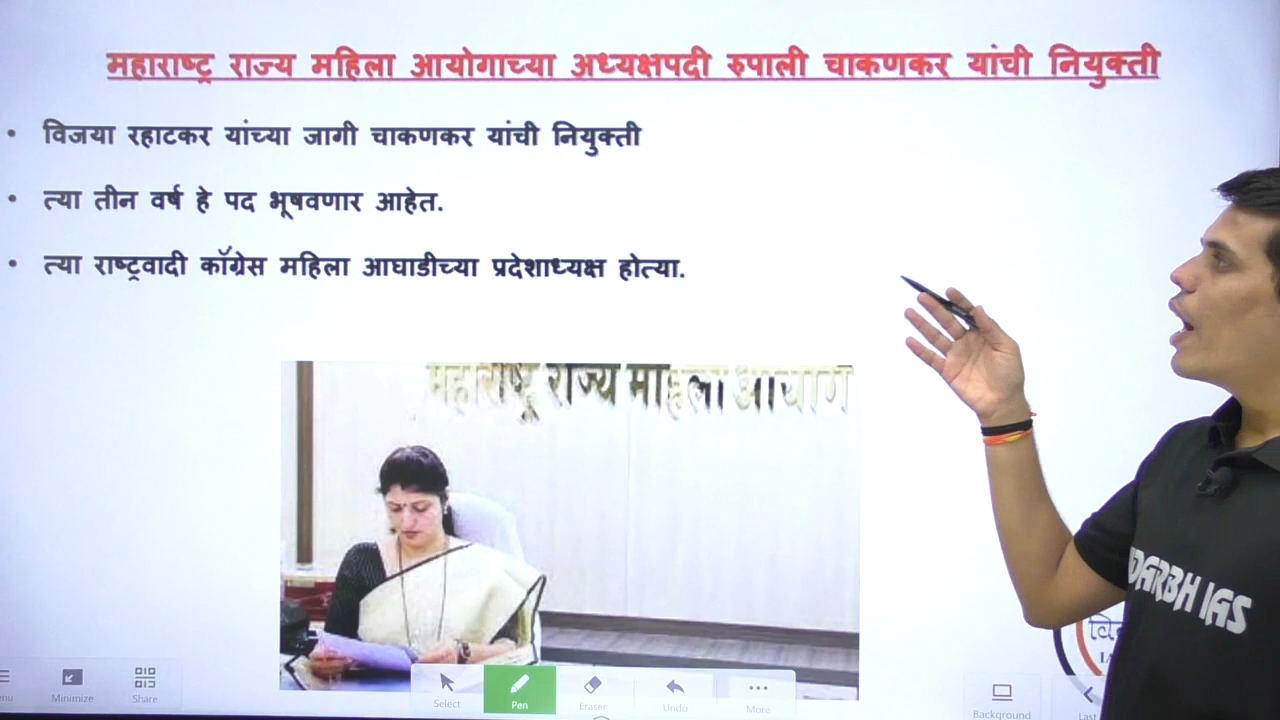 महाराष्ट्र राज्य महिला आयोगाच्या अध्यक्षपदी रुपाली चाकणकर यांची नियुक्ती
• विजया रहाटकर यांच्या जागी चाकणकर यांची नियुक्ती
• त्या तीन वर्ष हे पद भूषवणार आहेत.
• त्या राष्ट्रवादी काँग्रेस महिला आघाडीच्या प्रदेशाध्यक्ष होत्या.
महाराष्ट्र राज्य महिला आयोग
DARBH IAS
Minimize Share Select Pen Eraser Undo More Background